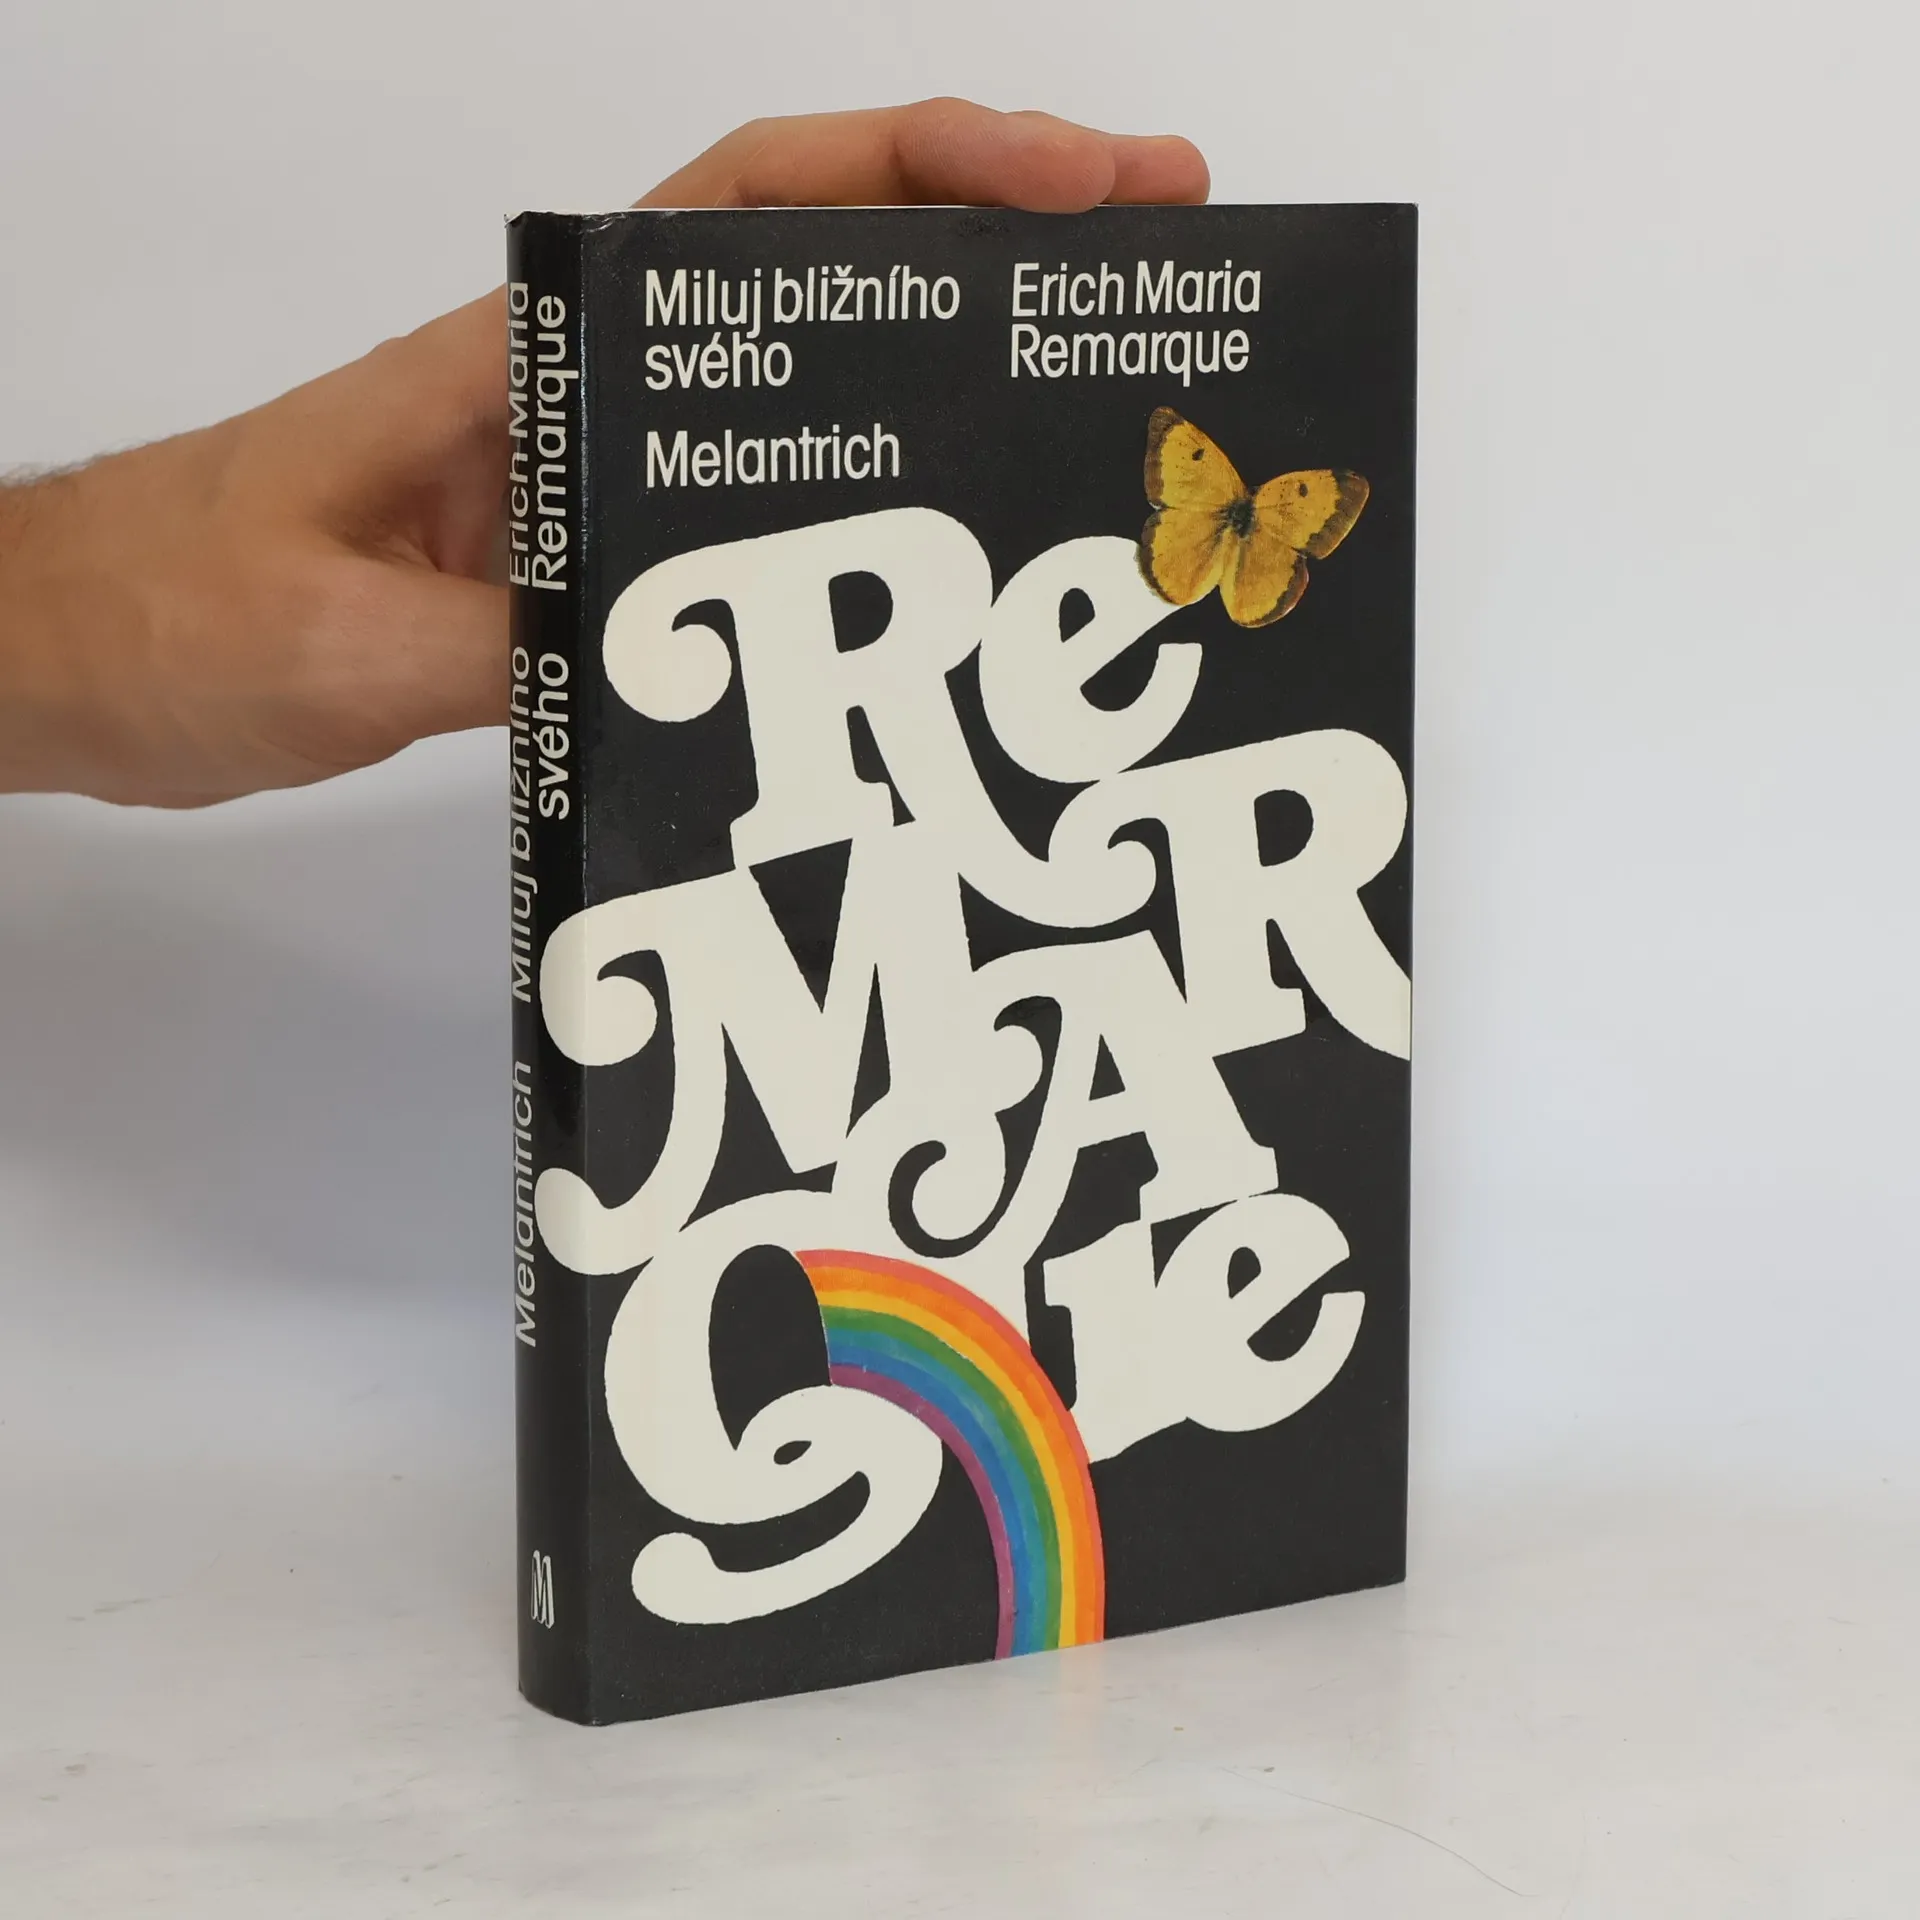 Miluj bližního
svého
Erich Maria
Remarque
Melantrich
Re
MAR
Que
Erich Maria
Remarque
Miluj bližního
svého
Melantrich
M